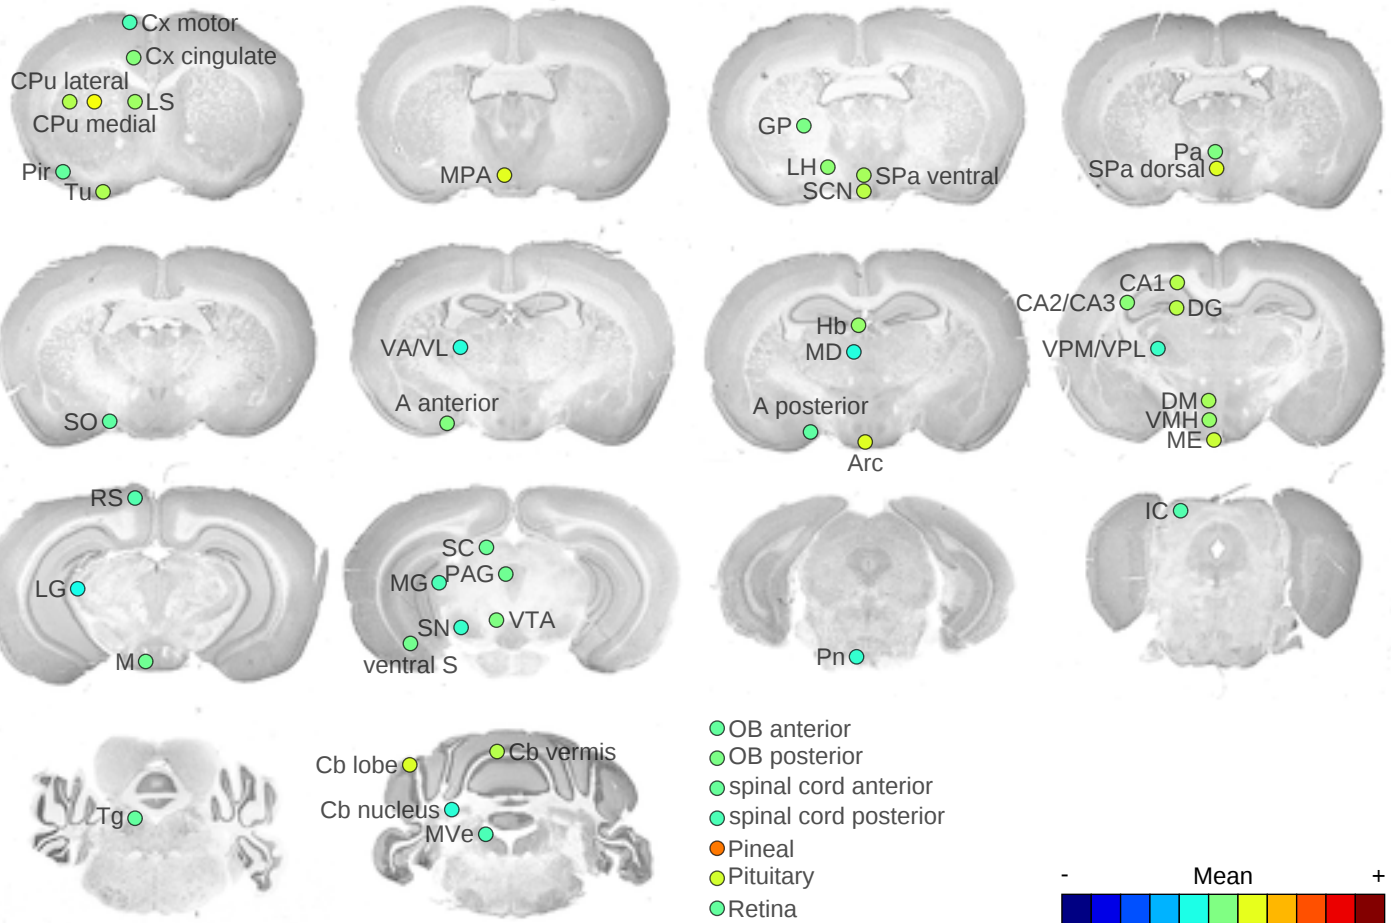 Cx motor
Cx cingulate
CPu lateral
LS
CPu medial
Pir
Tu
MPA
GP
LH
SPa ventral
SCN
Pa
SPa dorsal
SO
VA/VL
A anterior
Hb
MD
A posterior
Arc
CA1
CA2/CA3
DG
VPM/VPL
DM
VMH
ME
RS
LG
M
SC
MG
PAG
SN
VTA
ventral S
Pn
IC
Tg
Cb lobe
Cb vermis
Cb nucleus
MVe
OB anterior
OB posterior
spinal cord anterior
spinal cord posterior
Pineal
Pituitary
Retina
- Mean +